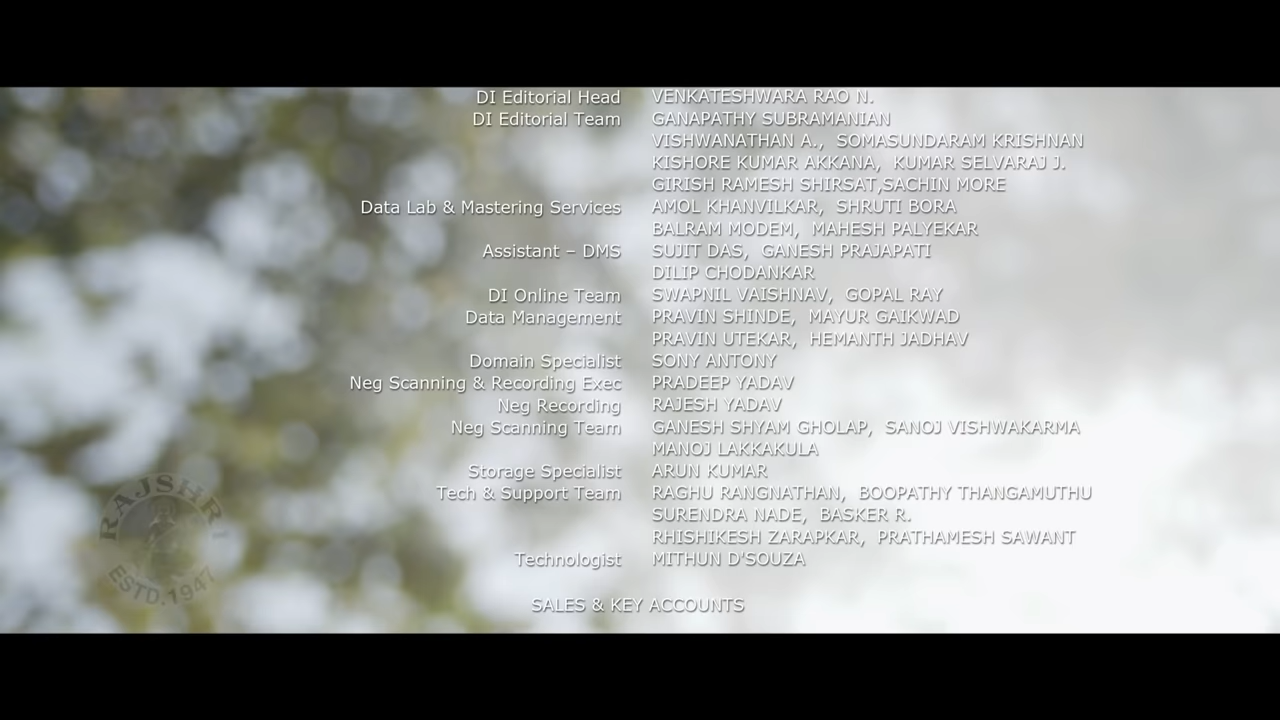 DI Editorial Head VENKATESHWARA RAO N.
DI Editorial Team GANAPATHY SUBRAMANIAN
VISHWANATHAN A., SOMASUNDARAM KRISHNAN
KISHORE KUMAR AKKANA, KUMAR SELVARAJ J.
GIRISH RAMESH SHIRSAT,SACHIN MORE
Data Lab & Mastering Services AMOL KHANVILKAR, SHRUTI BORA
BALRAM MODEM, MAHESH PALYEKAR
Assistant – DMS SUJIT DAS, GANESH PRAJAPATI
DILIP CHODANKAR
DI Online Team SWAPNIL VAISHNAV, GOPAL RAY
Data Management PRAVIN SHINDE, MAYUR GAIKWAD
PRAVIN UTEKAR, HEMANTH JADHAV
Domain Specialist SONY ANTONY
Neg Scanning & Recording Exec PRADEEP YADAV
Neg Recording RAJESH YADAV
Neg Scanning Team GANESH SHYAM GHOLAP, SANOJ VISHWAKARMA
MANOJ LAKKAKULA
Storage Specialist ARUN KUMAR
Tech & Support Team RAGHU RANGNATHAN, BOOPATHY THANGAMUTHU
SURENDRA NADE, BASKER R.
RHISHIKESH ZARAPKAR, PRATHAMESH SAWANT
Technologist MITHUN D'SOUZA
SALES & KEY ACCOUNTS
RAJSHRI
ESTD.1947